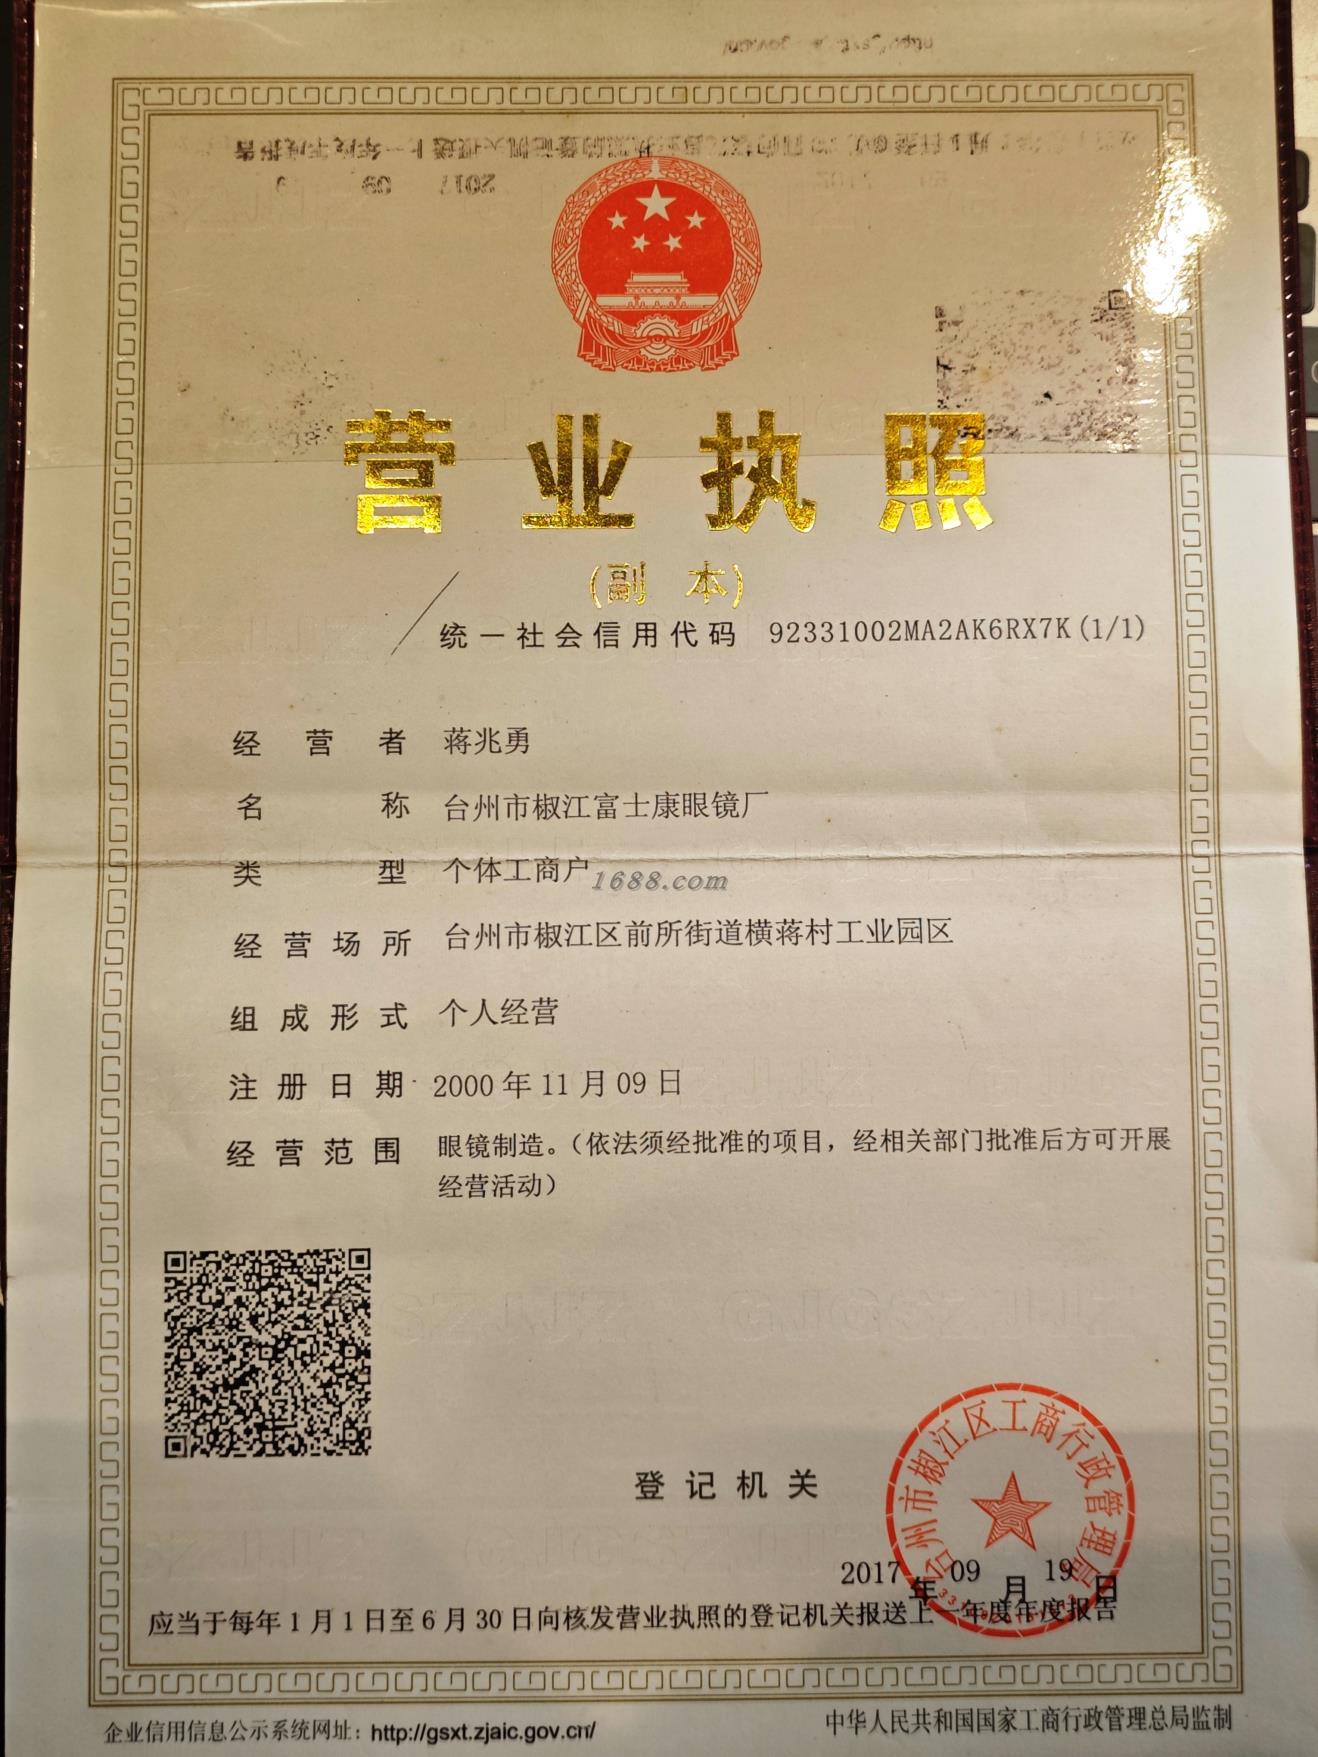 营业执照
(副 本)
统一社会信用代码 92331002MA2AK6RX7K(1/1)
经营者 蒋兆勇
名称 台州市椒江富士康眼镜厂
类型 个体工商户
1688.com
经营场所 台州市椒江区前所街道横蒋村工业园区
组成形式 个人经营
注册日期 2000年11月09日
经营范围 眼镜制造。(依法须经批准的项目，经相关部门批准后方可开展
经营活动)
登记机关
台州市椒江区工商行政管理局
2017年09月19日
应当于每年1月1日至6月30日向核发营业执照的登记机关报送上一年度年度报告
企业信用信息公示系统网址：http://gsxt.zjaic.gov.cn/
中华人民共和国国家工商行政管理总局监制